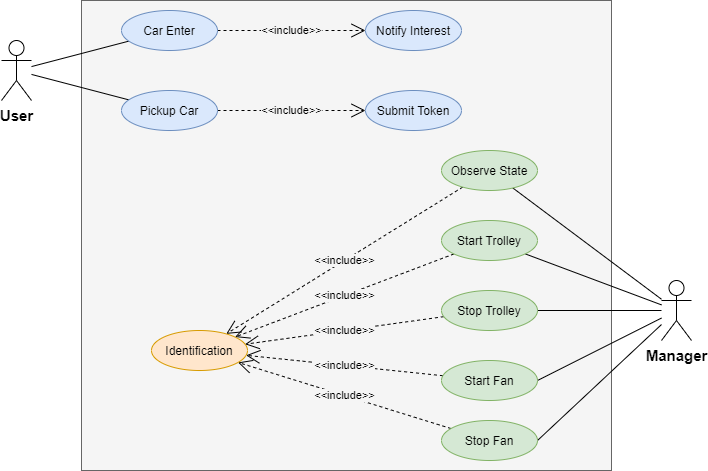 Car Enter
<<include>>
Notify Interest
User
Pickup Car
<<include>>
Submit Token
Observe State
Start Trolley
<<include>>
<<include>>
Stop Trolley
<<include>>
Identification
Manager
<<include>>
Start Fan
<<include>>
Stop Fan